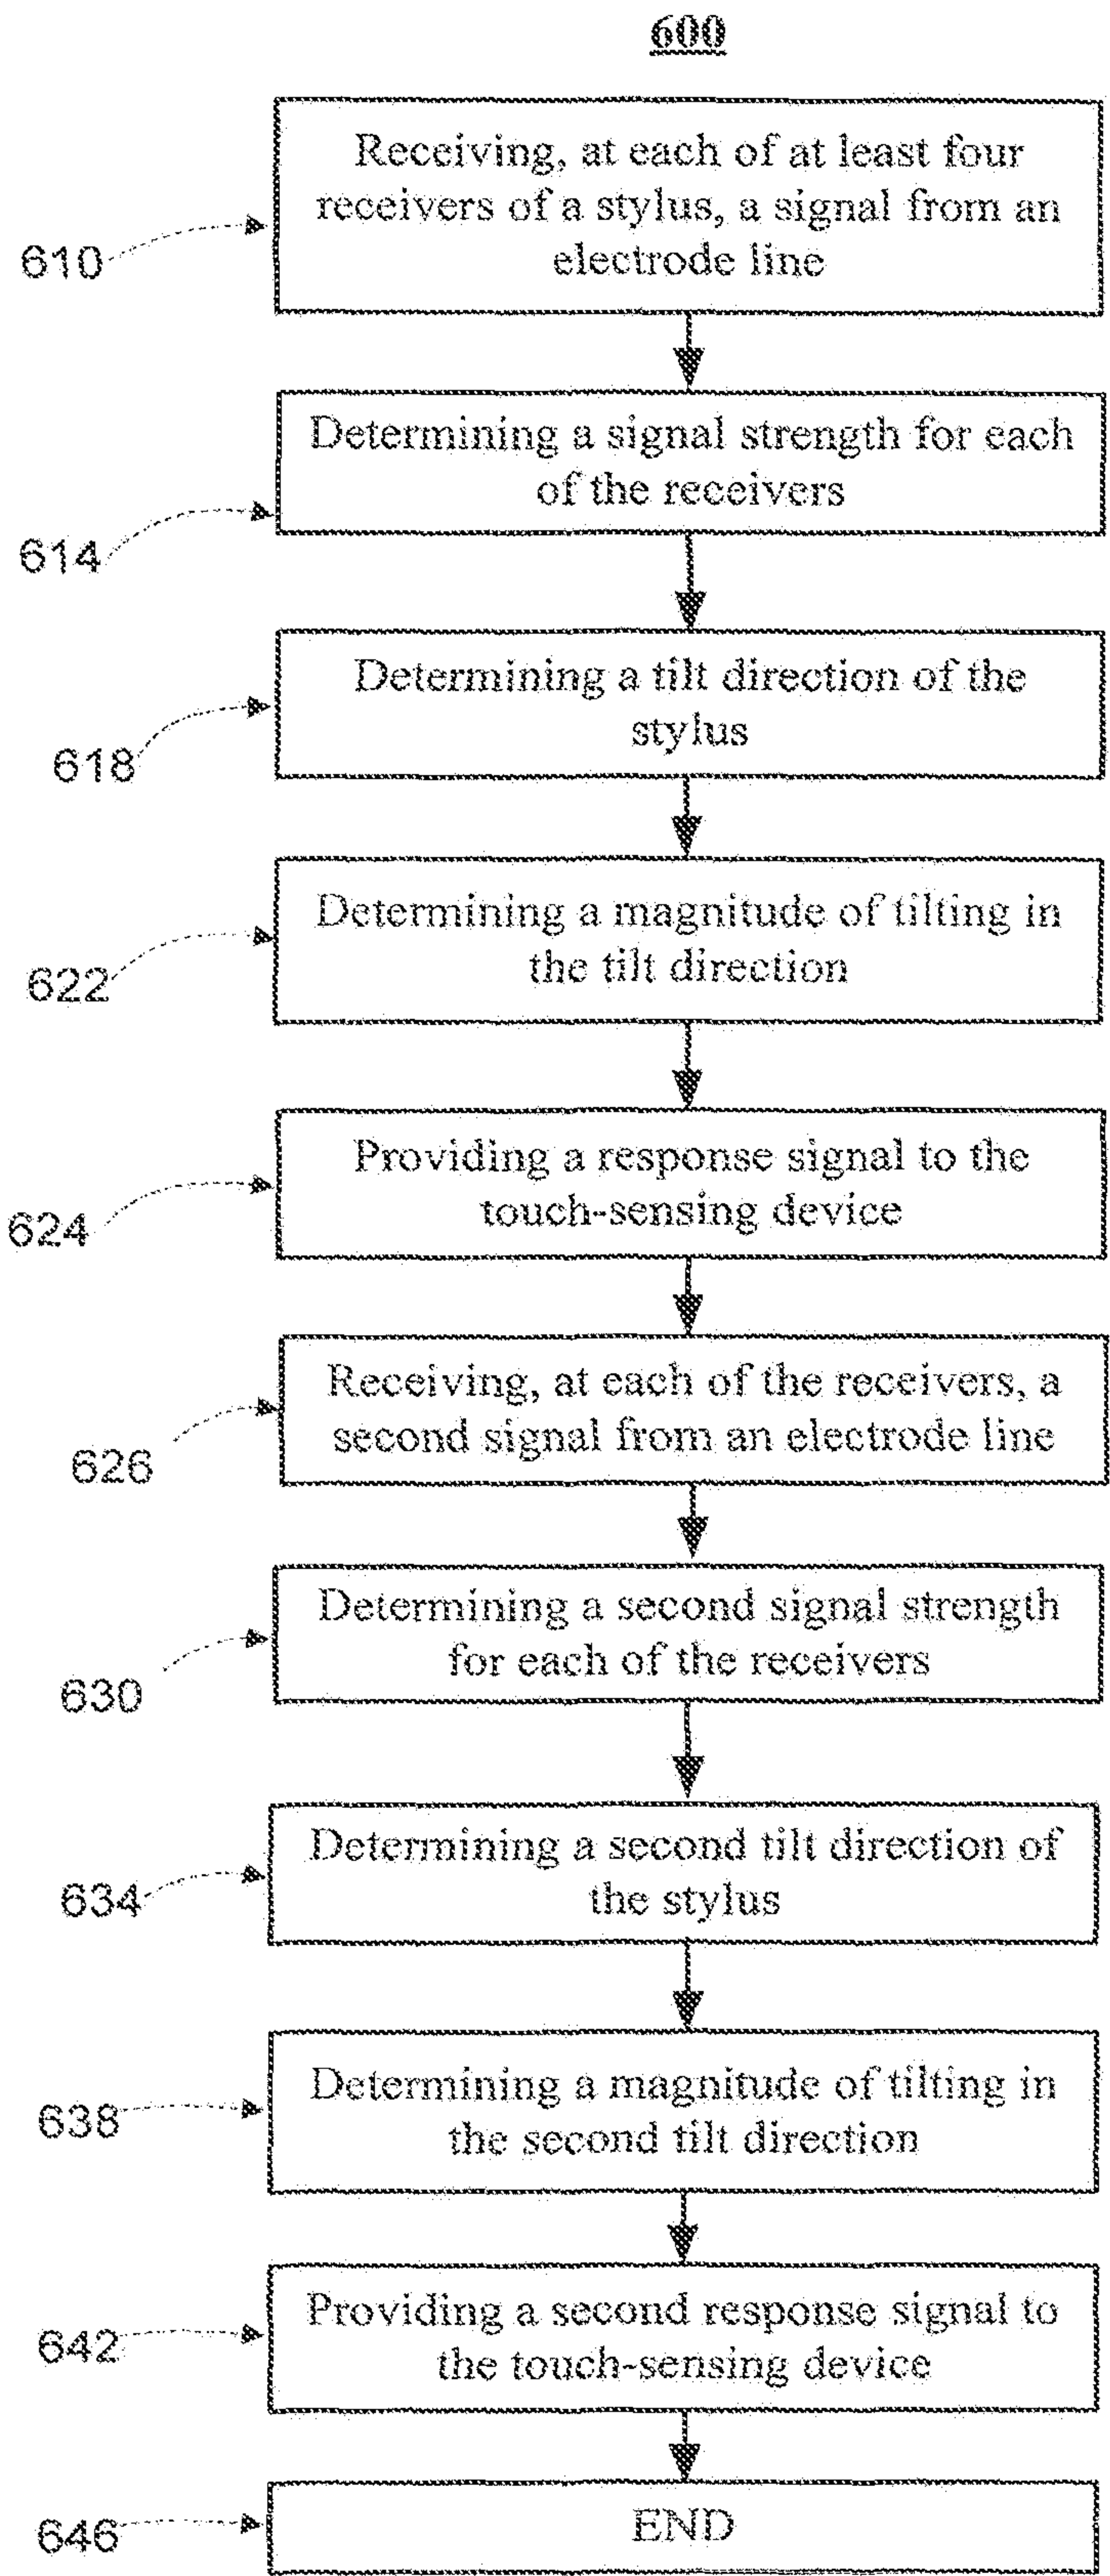 600
Receiving, at each of at least four
receivers of a stylus, a signal from an
electrode line
610
Determining a signal strength for each
of the receivers
614
Determining a tilt direction of the
stylus
618
Determining a magnitude of tilting in
the tilt direction
622
Providing a response signal to the
touch-sensing device
624
Receiving, at each of the receivers, a
second signal from an electrode line
626
Determining a second signal strength
for each of the receivers
630
Determining a second tilt direction of
the stylus
634
Determining a magnitude of tilting in
the second tilt direction
638
Providing a second response signal to
the touch-sensing device
642
END
646